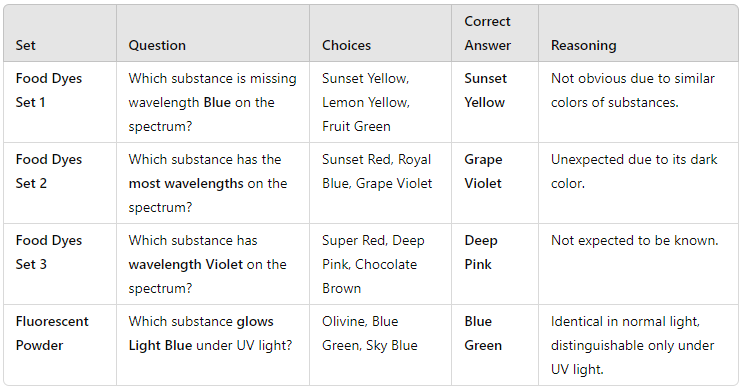 Set Question Choices Correct Answer Reasoning
Food Dyes Set 1 Which substance is missing wavelength Blue on the spectrum? Sunset Yellow, Lemon Yellow, Fruit Green Sunset Yellow Not obvious due to similar colors of substances.
Food Dyes Set 2 Which substance has the most wavelengths on the spectrum? Sunset Red, Royal Blue, Grape Violet Grape Violet Unexpected due to its dark color.
Food Dyes Set 3 Which substance has wavelength Violet on the spectrum? Super Red, Deep Pink, Chocolate Brown Deep Pink Not expected to be known.
Fluorescent Powder Which substance glows Light Blue under UV light? Olivine, Blue Green, Sky Blue Blue Green Identical in normal light, distinguishable only under UV light.